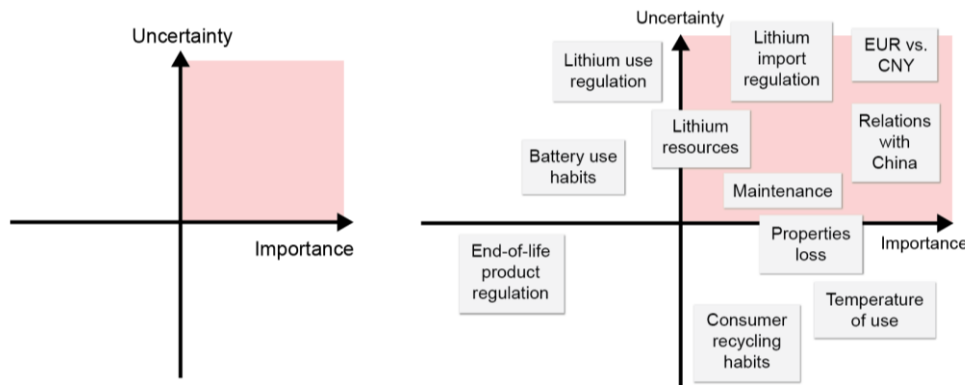 Uncertainty
Importance
Uncertainty
Lithium use
regulation
Lithium
import
regulation
EUR vs.
CNY
Lithium
resources
Relations
with
China
Battery use
habits
Maintenance
Properties
loss
Importance
End-of-life
product
regulation
Temperature
of use
Consumer
recycling
habits